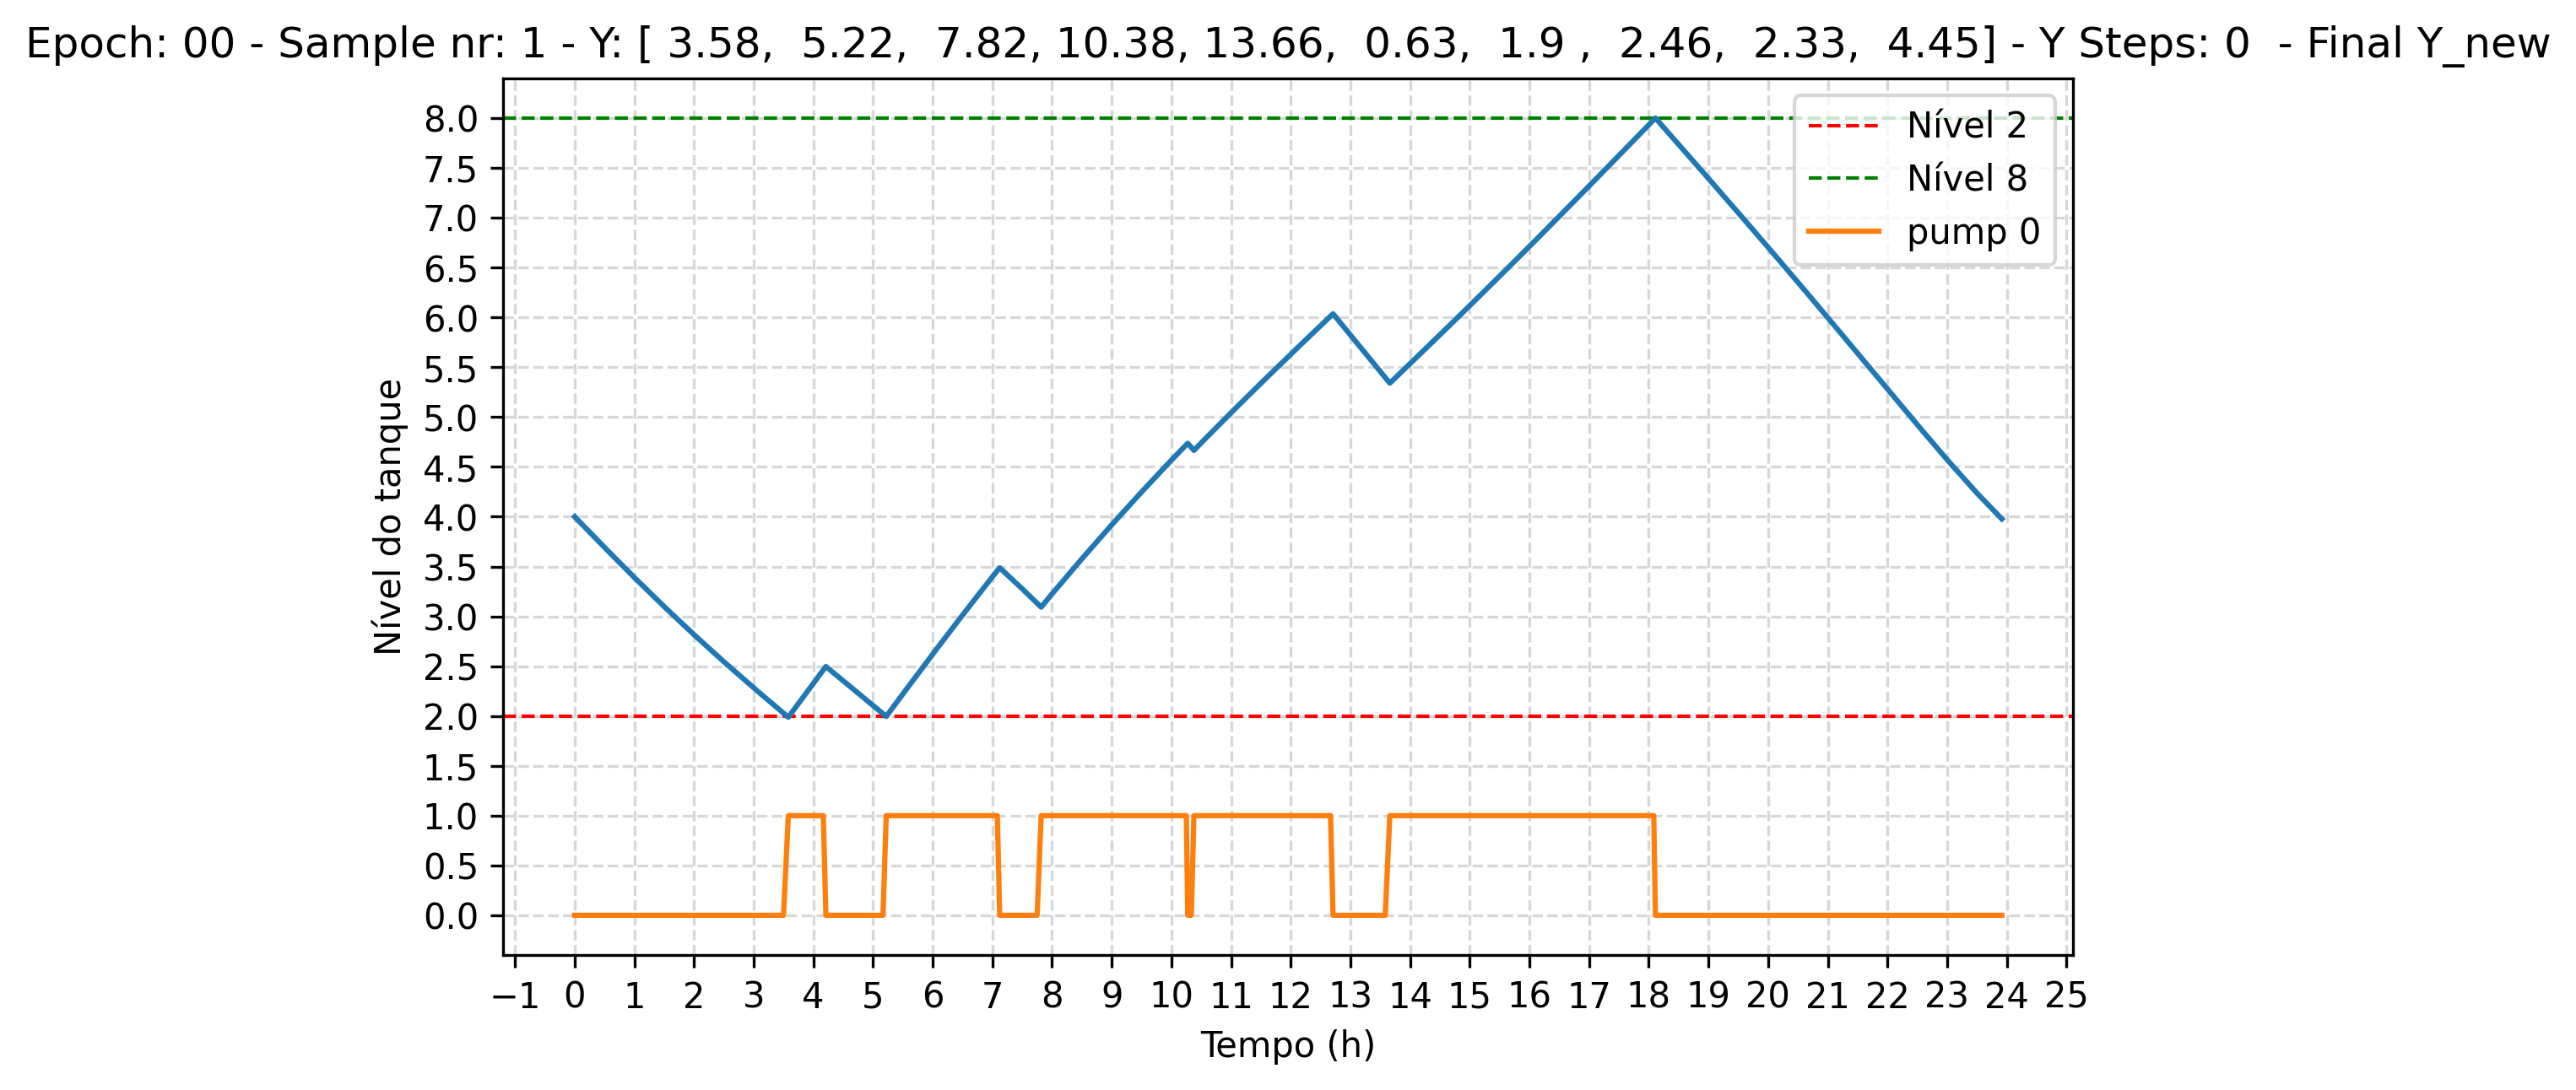 Epoch: 00 - Sample nr: 1 - Y: [ 3.58,  5.22,  7.82, 10.38, 13.66,  0.63,  1.9 ,  2.46,  2.33,  4.45] - Y Steps: 0  - Final Y_new
8.0
7.5
7.0
6.5
6.0
5.5
5.0
4.5
4.0
3.5
3.0
2.5
2.0
1.5
1.0
0.5
0.0
Nível do tanque
Nível 2
Nível 8
pump 0
−1 0 1 2 3 4 5 6 7 8 9 10 11 12 13 14 15 16 17 18 19 20 21 22 23 24 25
Tempo (h)